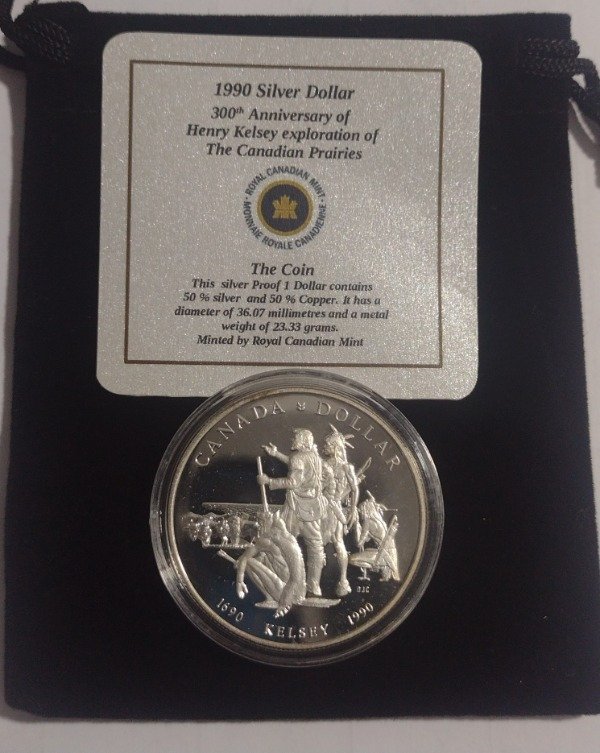 1990 Silver Dollar
300th Anniversary of
Henry Kelsey exploration of
The Canadian Prairies
ROYAL CANADIAN MINT
MONNAIE ROYALE CANADIENNE
The Coin
This silver Proof 1 Dollar contains
50 % silver and 50 % Copper. It has a
diameter of 36.07 millimetres and a metal
weight of 23.33 grams.
Minted by Royal Canadian Mint
CANADA DOLLAR
1690 KELSEY 1990